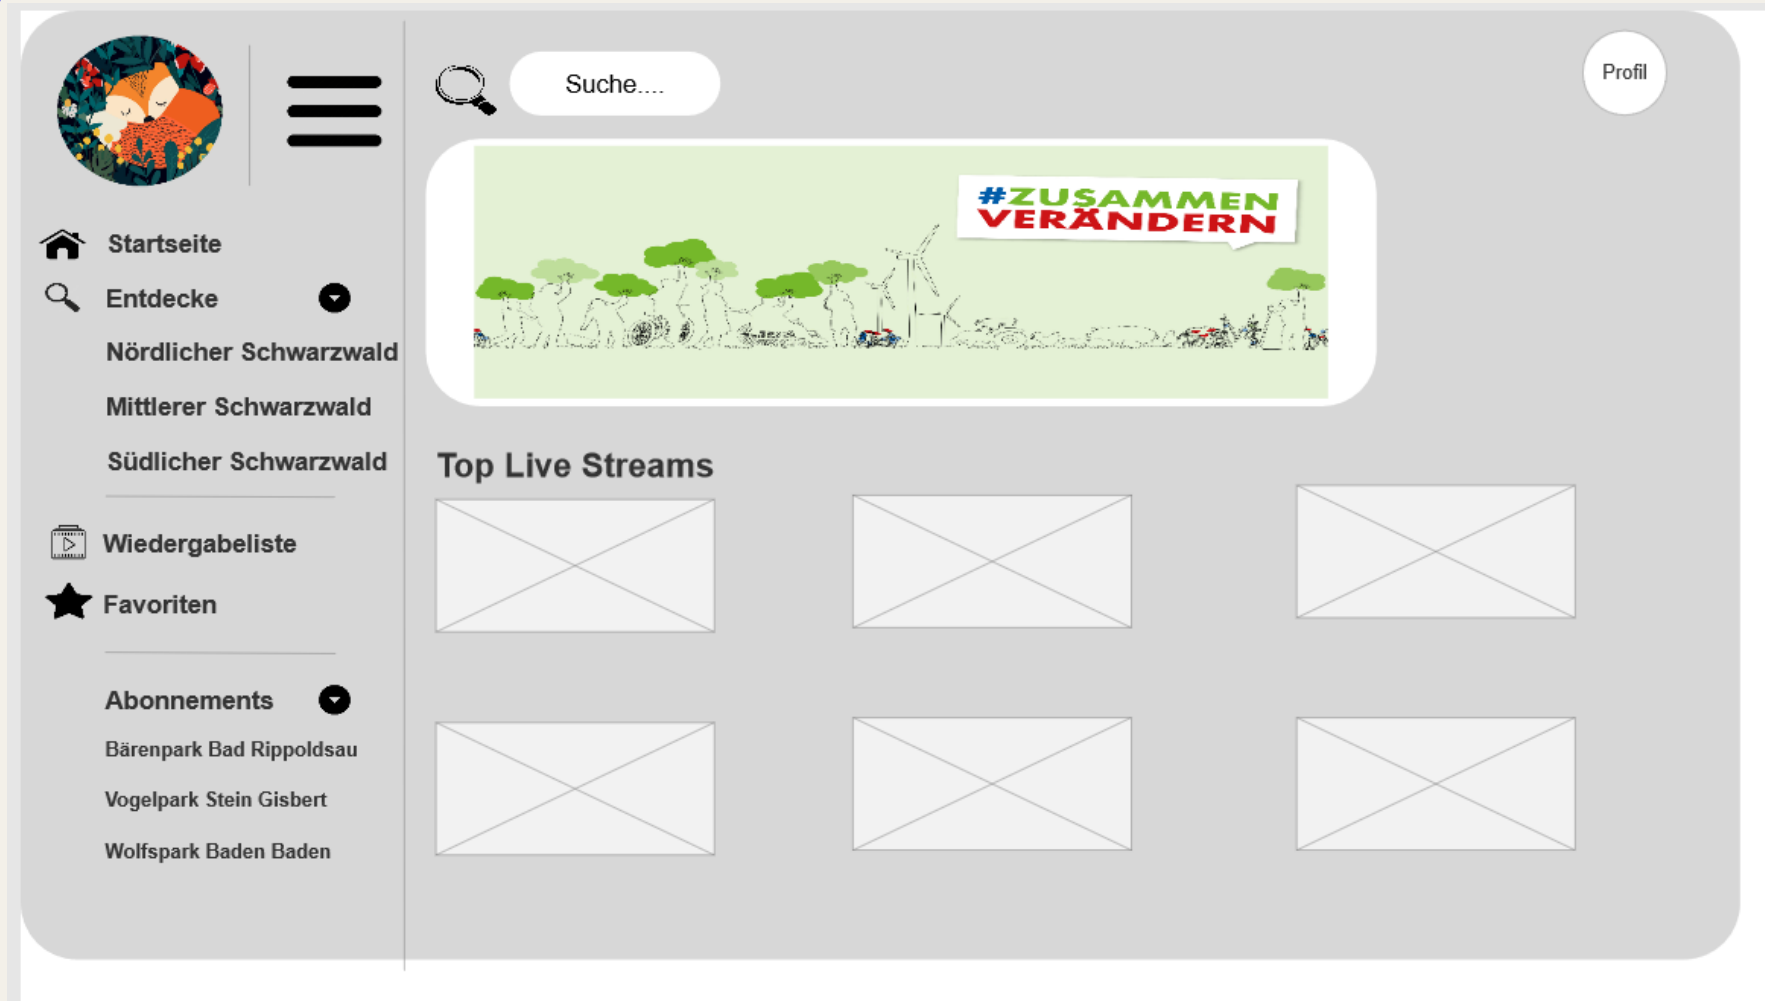 Suche....
Profil
#ZUSAMMEN
VERÄNDERN
Startseite
Entdecke
Nördlicher Schwarzwald
Mittlerer Schwarzwald
Südlicher Schwarzwald
Wiedergabeliste
Favoriten
Abonnements
Bärenpark Bad Rippoldsau
Vogelpark Stein Gisbert
Wolfspark Baden Baden
Top Live Streams